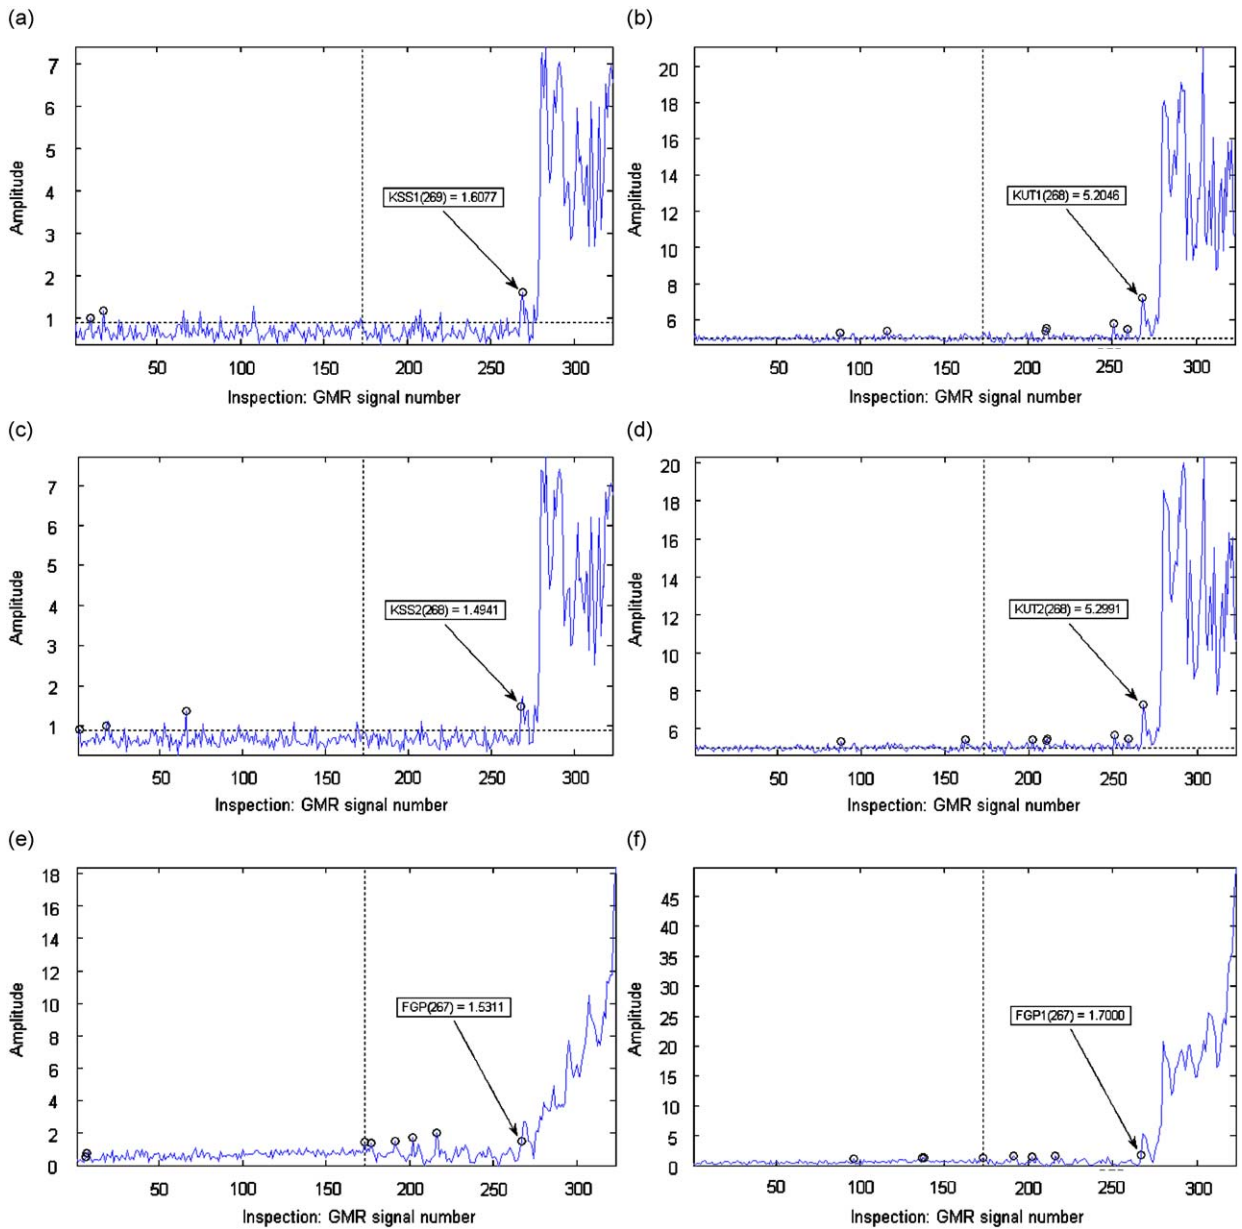 (a)
7
6
5
4
3
2
1
Amplitude
KSS1(269) = 1.6077
50 100 150 200 250 300
Inspection: GMR signal number
(b)
20
18
16
14
12
10
8
6
Amplitude
KUT1(268) = 5.2046
50 100 150 200 250 300
Inspection: GMR signal number
(c)
7
6
5
4
3
2
1
Amplitude
KSS2(268) = 1.4941
50 100 150 200 250 300
Inspection: GMR signal number
(d)
20
18
16
14
12
10
8
6
Amplitude
KUT2(268) = 5.2991
50 100 150 200 250 300
Inspection: GMR signal number
(e)
18
16
14
12
10
8
6
4
2
0
Amplitude
FGP(267) = 1.5311
50 100 150 200 250 300
Inspection: GMR signal number
(f)
45
40
35
30
25
20
15
10
5
0
Amplitude
FGP1(267) = 1.7000
50 100 150 200 250 300
Inspection: GMR signal number